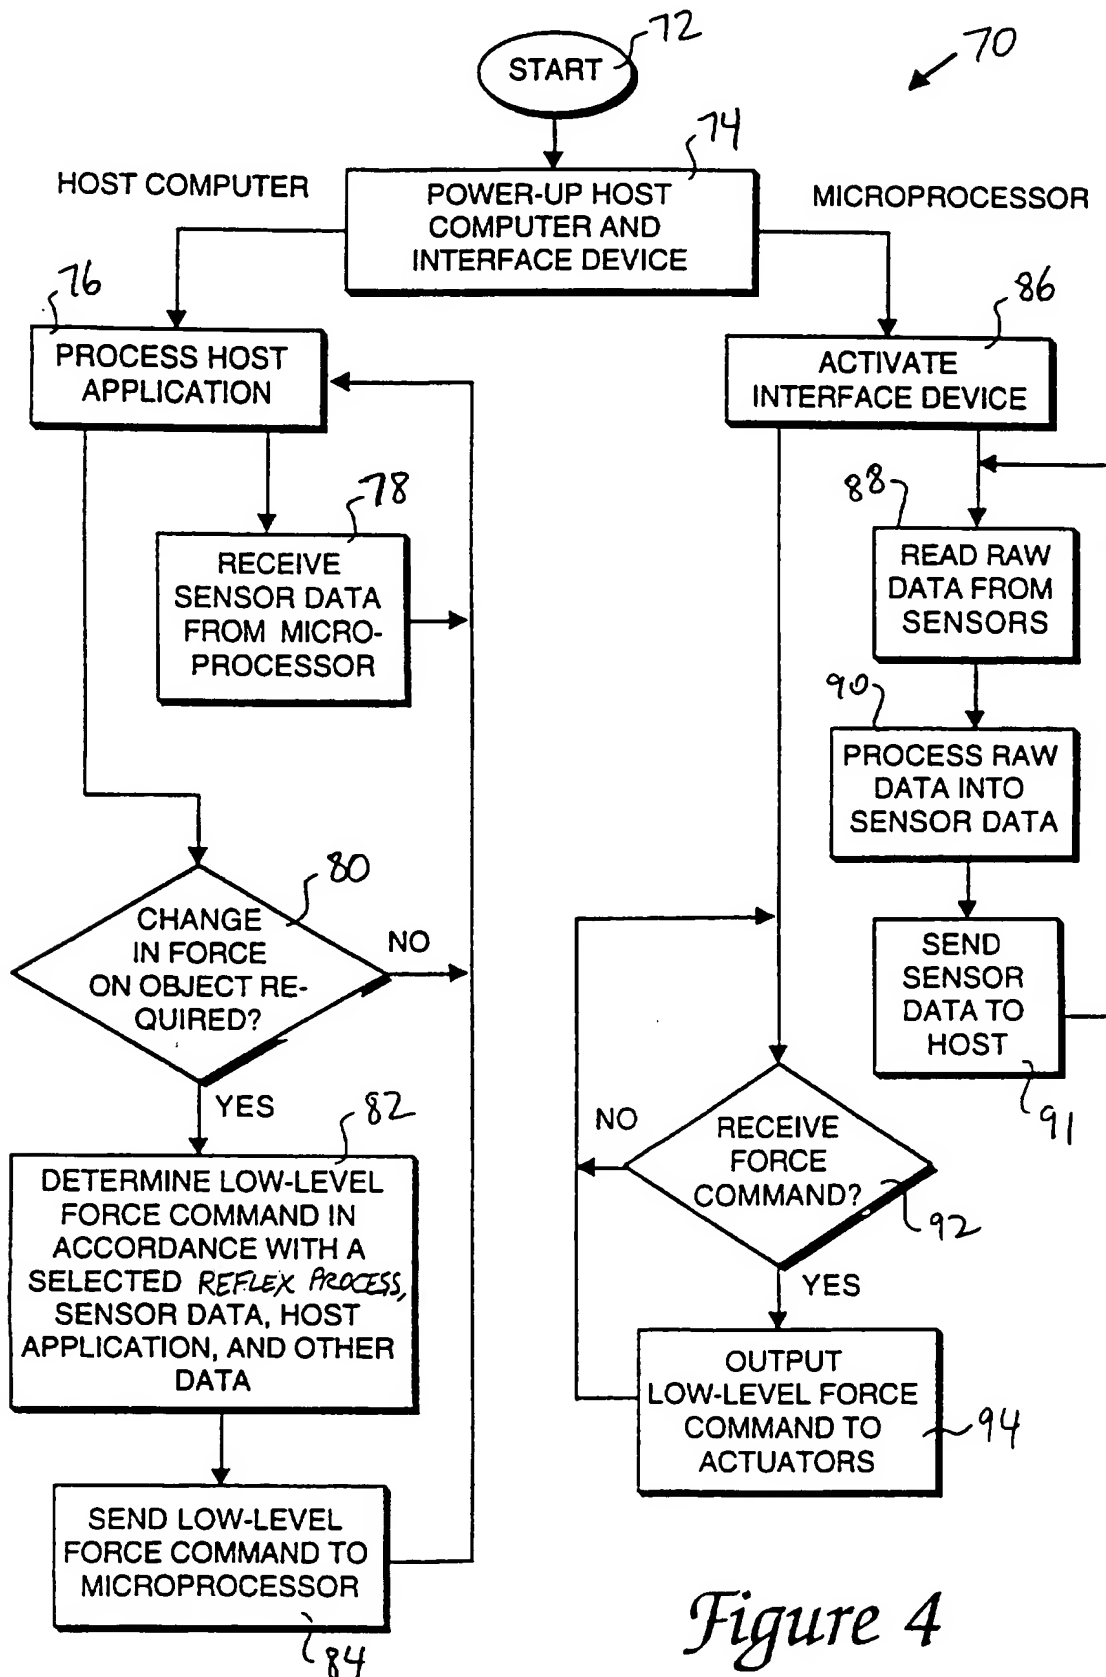 72
START
70
74
HOST COMPUTER
POWER-UP HOST
COMPUTER AND
INTERFACE DEVICE
MICROPROCESSOR
76
PROCESS HOST
APPLICATION
86
ACTIVATE
INTERFACE DEVICE
78
RECEIVE
SENSOR DATA
FROM MICRO-
PROCESSOR
88
READ RAW
DATA FROM
SENSORS
90
PROCESS RAW
DATA INTO
SENSOR DATA
80
CHANGE
IN FORCE
ON OBJECT RE-
QUIRED?
NO
YES
SEND
SENSOR
DATA TO
HOST
91
82
DETERMINE LOW-LEVEL
FORCE COMMAND IN
ACCORDANCE WITH A
SELECTED REFLEX PROCESS,
SENSOR DATA, HOST
APPLICATION, AND OTHER
DATA
NO
RECEIVE
FORCE
COMMAND?
92
YES
OUTPUT
LOW-LEVEL FORCE
COMMAND TO
ACTUATORS
94
SEND LOW-LEVEL
FORCE COMMAND TO
MICROPROCESSOR
84
Figure 4